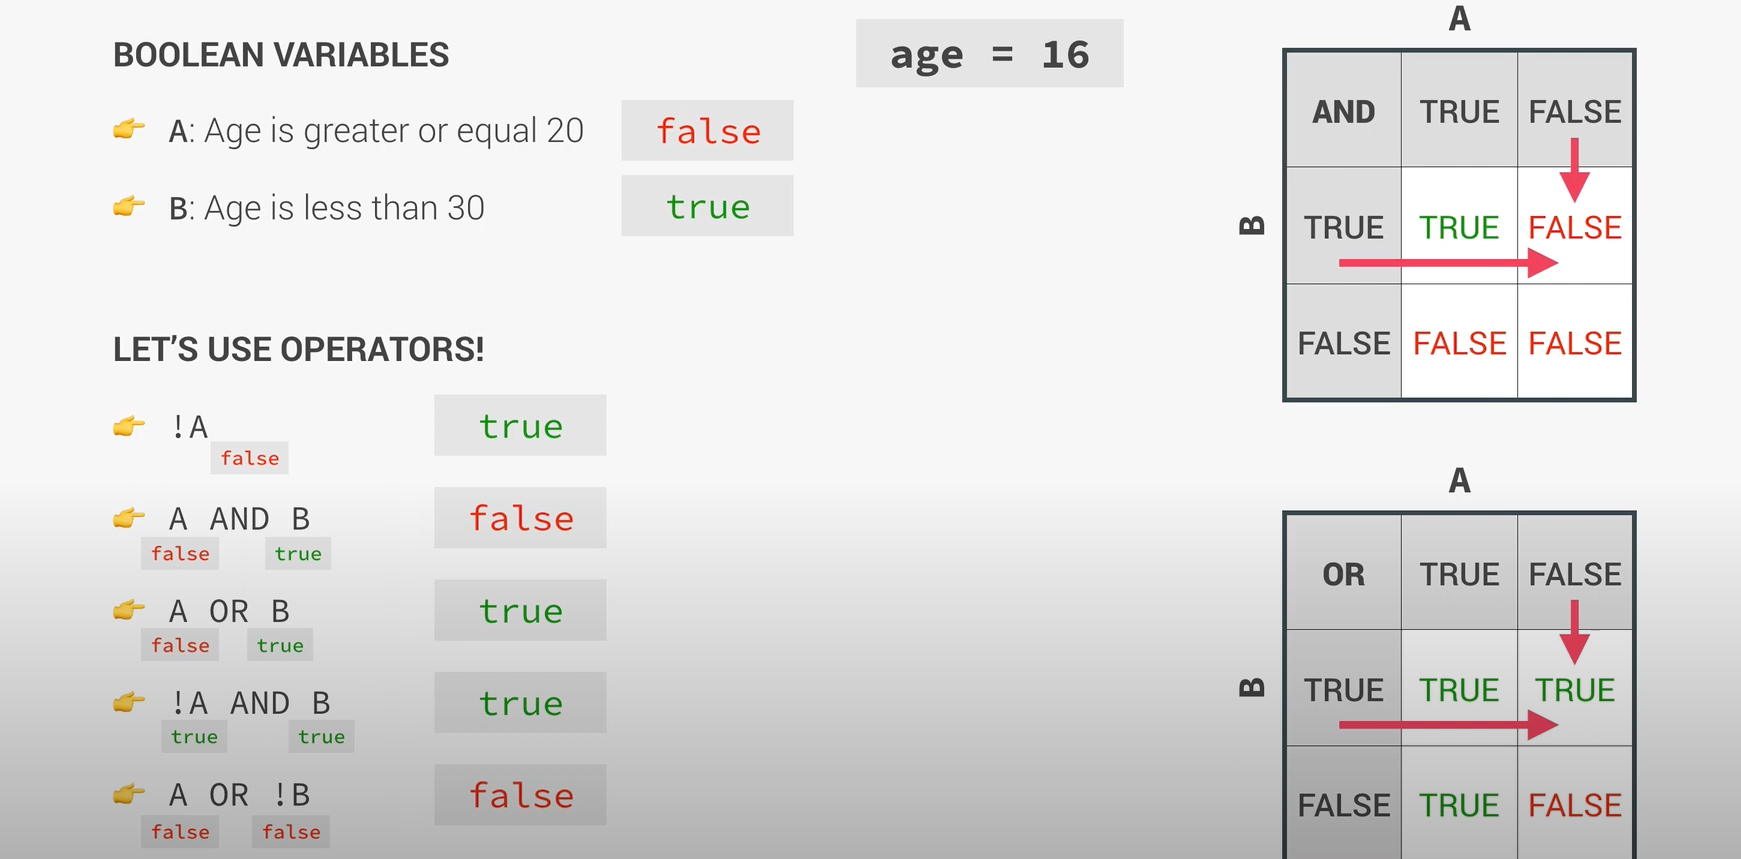 BOOLEAN VARIABLES
age = 16
A: Age is greater or equal 20 false
B: Age is less than 30 true
LET'S USE OPERATORS!
!A true
false
A AND B false
false true
A OR B true
false true
!A AND B true
true true
A OR !B false
false false
A
AND TRUE FALSE
B
TRUE TRUE FALSE
FALSE FALSE FALSE
A
OR TRUE FALSE
B
TRUE TRUE TRUE
FALSE TRUE FALSE